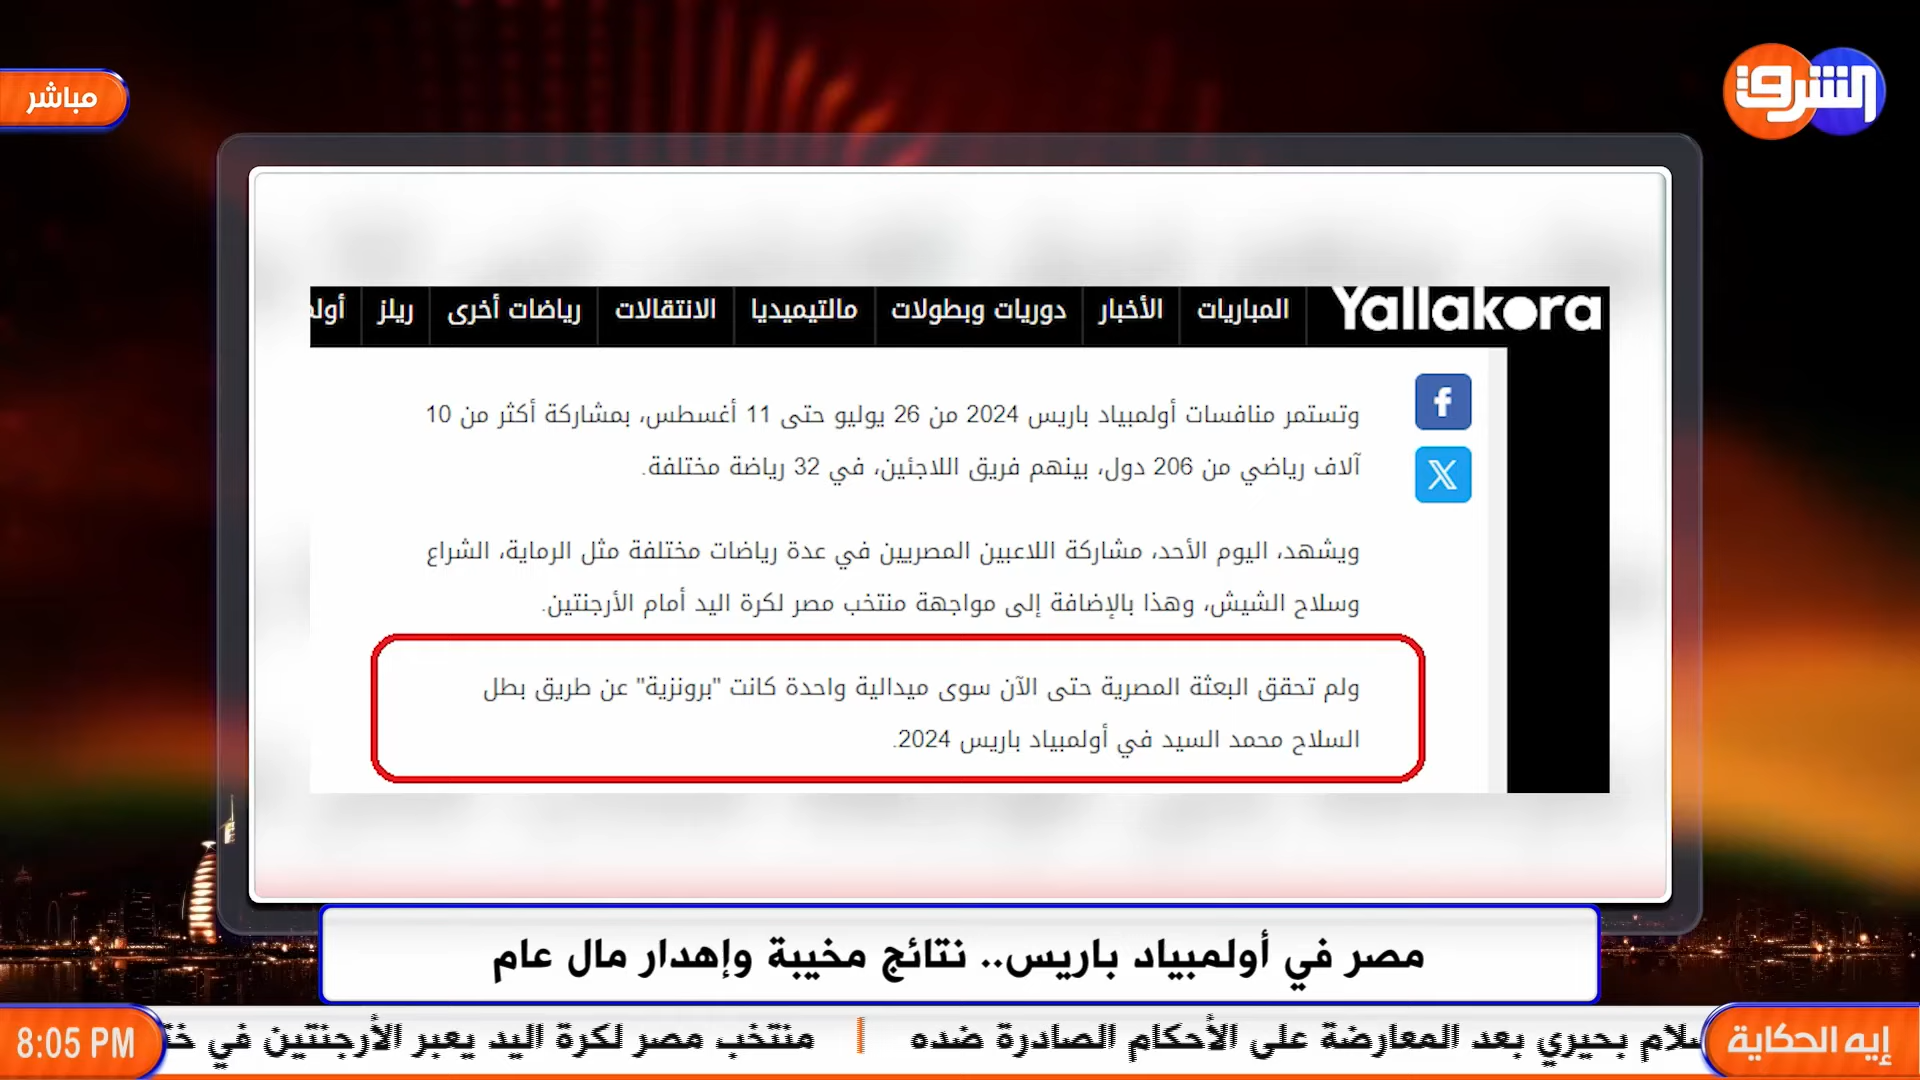 مباشر
الشرق
Yallakora
المباريات
الأخبار
دوريات وبطولات
مالتيميديا
الانتقالات
رياضات أخرى
ريلز
وتستمر منافسات أولمبياد باريس 2024 من 26 يوليو حتى 11 أغسطس، بمشاركة أكثر من 10
آلاف رياضي من 206 دول، بينهم فريق اللاجئين، في 32 رياضة مختلفة.
ويشهد، اليوم الأحد، مشاركة اللاعبين المصريين في عدة رياضات مختلفة مثل الرماية، الشراع
وسلاح الشيش، وهذا بالإضافة إلى مواجهة منتخب مصر لكرة اليد أمام الأرجنتين.
ولم تحقق البعثة المصرية حتى الآن سوى ميدالية واحدة كانت "برونزية" عن طريق بطل
السلاح محمد السيد في أولمبياد باريس 2024.
مصر في أولمبياد باريس.. نتائج مخيبة وإهدار مال عام
إيه الحكاية
بحيري بعد المعارضة على الأحكام الصادرة ضده | منتخب مصر لكرة اليد يعبر الأرجنتين في
8:05 PM